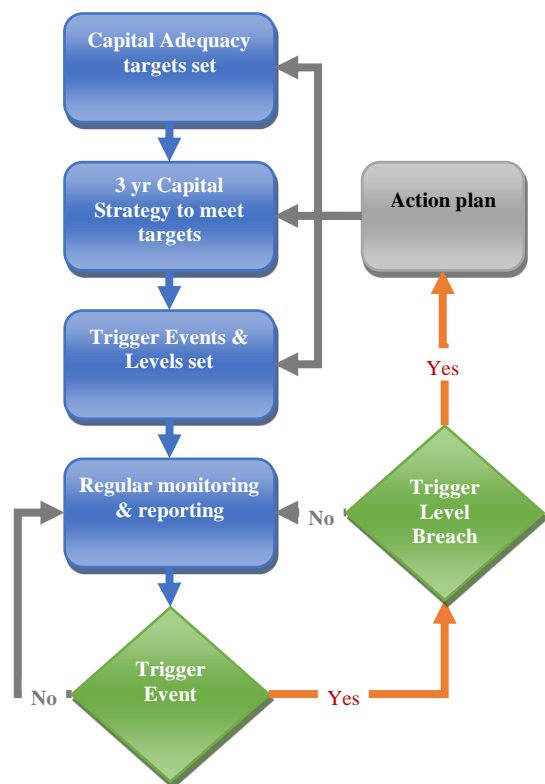 Capital Adequacy
targets set
3 yr Capital
Strategy to meet
targets
Action plan
Trigger Events &
Levels set
Yes
Regular monitoring
& reporting
No
Trigger
Level
Breach
Trigger
Event
No
Yes